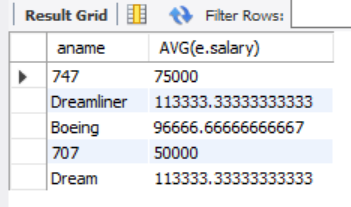 Result Grid Filter Rows:
aname AVG(e.salary)
747 75000
Dreamliner 113333.33333333333
Boeing 96666.66666666667
707 50000
Dream 113333.33333333333